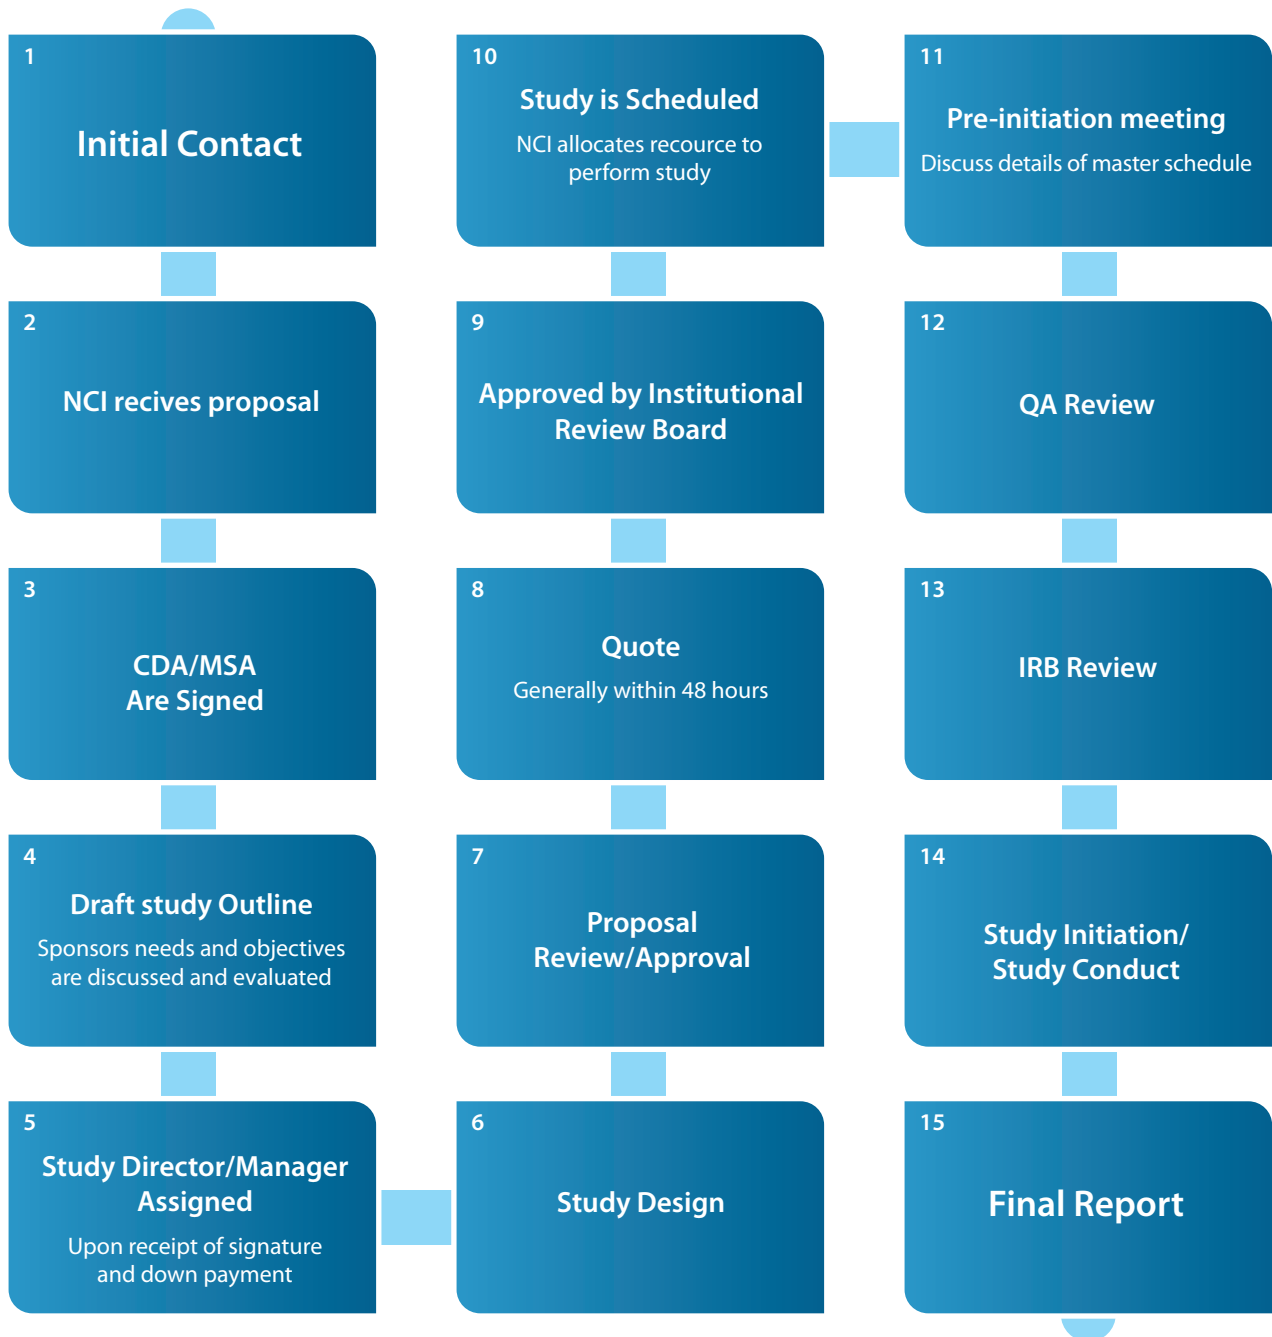 1
Initial Contact
2
NCI recives proposal
3
CDA/MSA
Are Signed
4
Draft study Outline
Sponsors needs and objectives
are discussed and evaluated
5
Study Director/Manager
Assigned
Upon receipt of signature
and down payment
6
Study Design
7
Proposal
Review/Approval
8
Quote
Generally within 48 hours
9
Approved by Institutional
Review Board
10
Study is Scheduled
NCI allocates recource to
perform study
11
Pre-initiation meeting
Discuss details of master schedule
12
QA Review
13
IRB Review
14
Study Initiation/
Study Conduct
15
Final Report